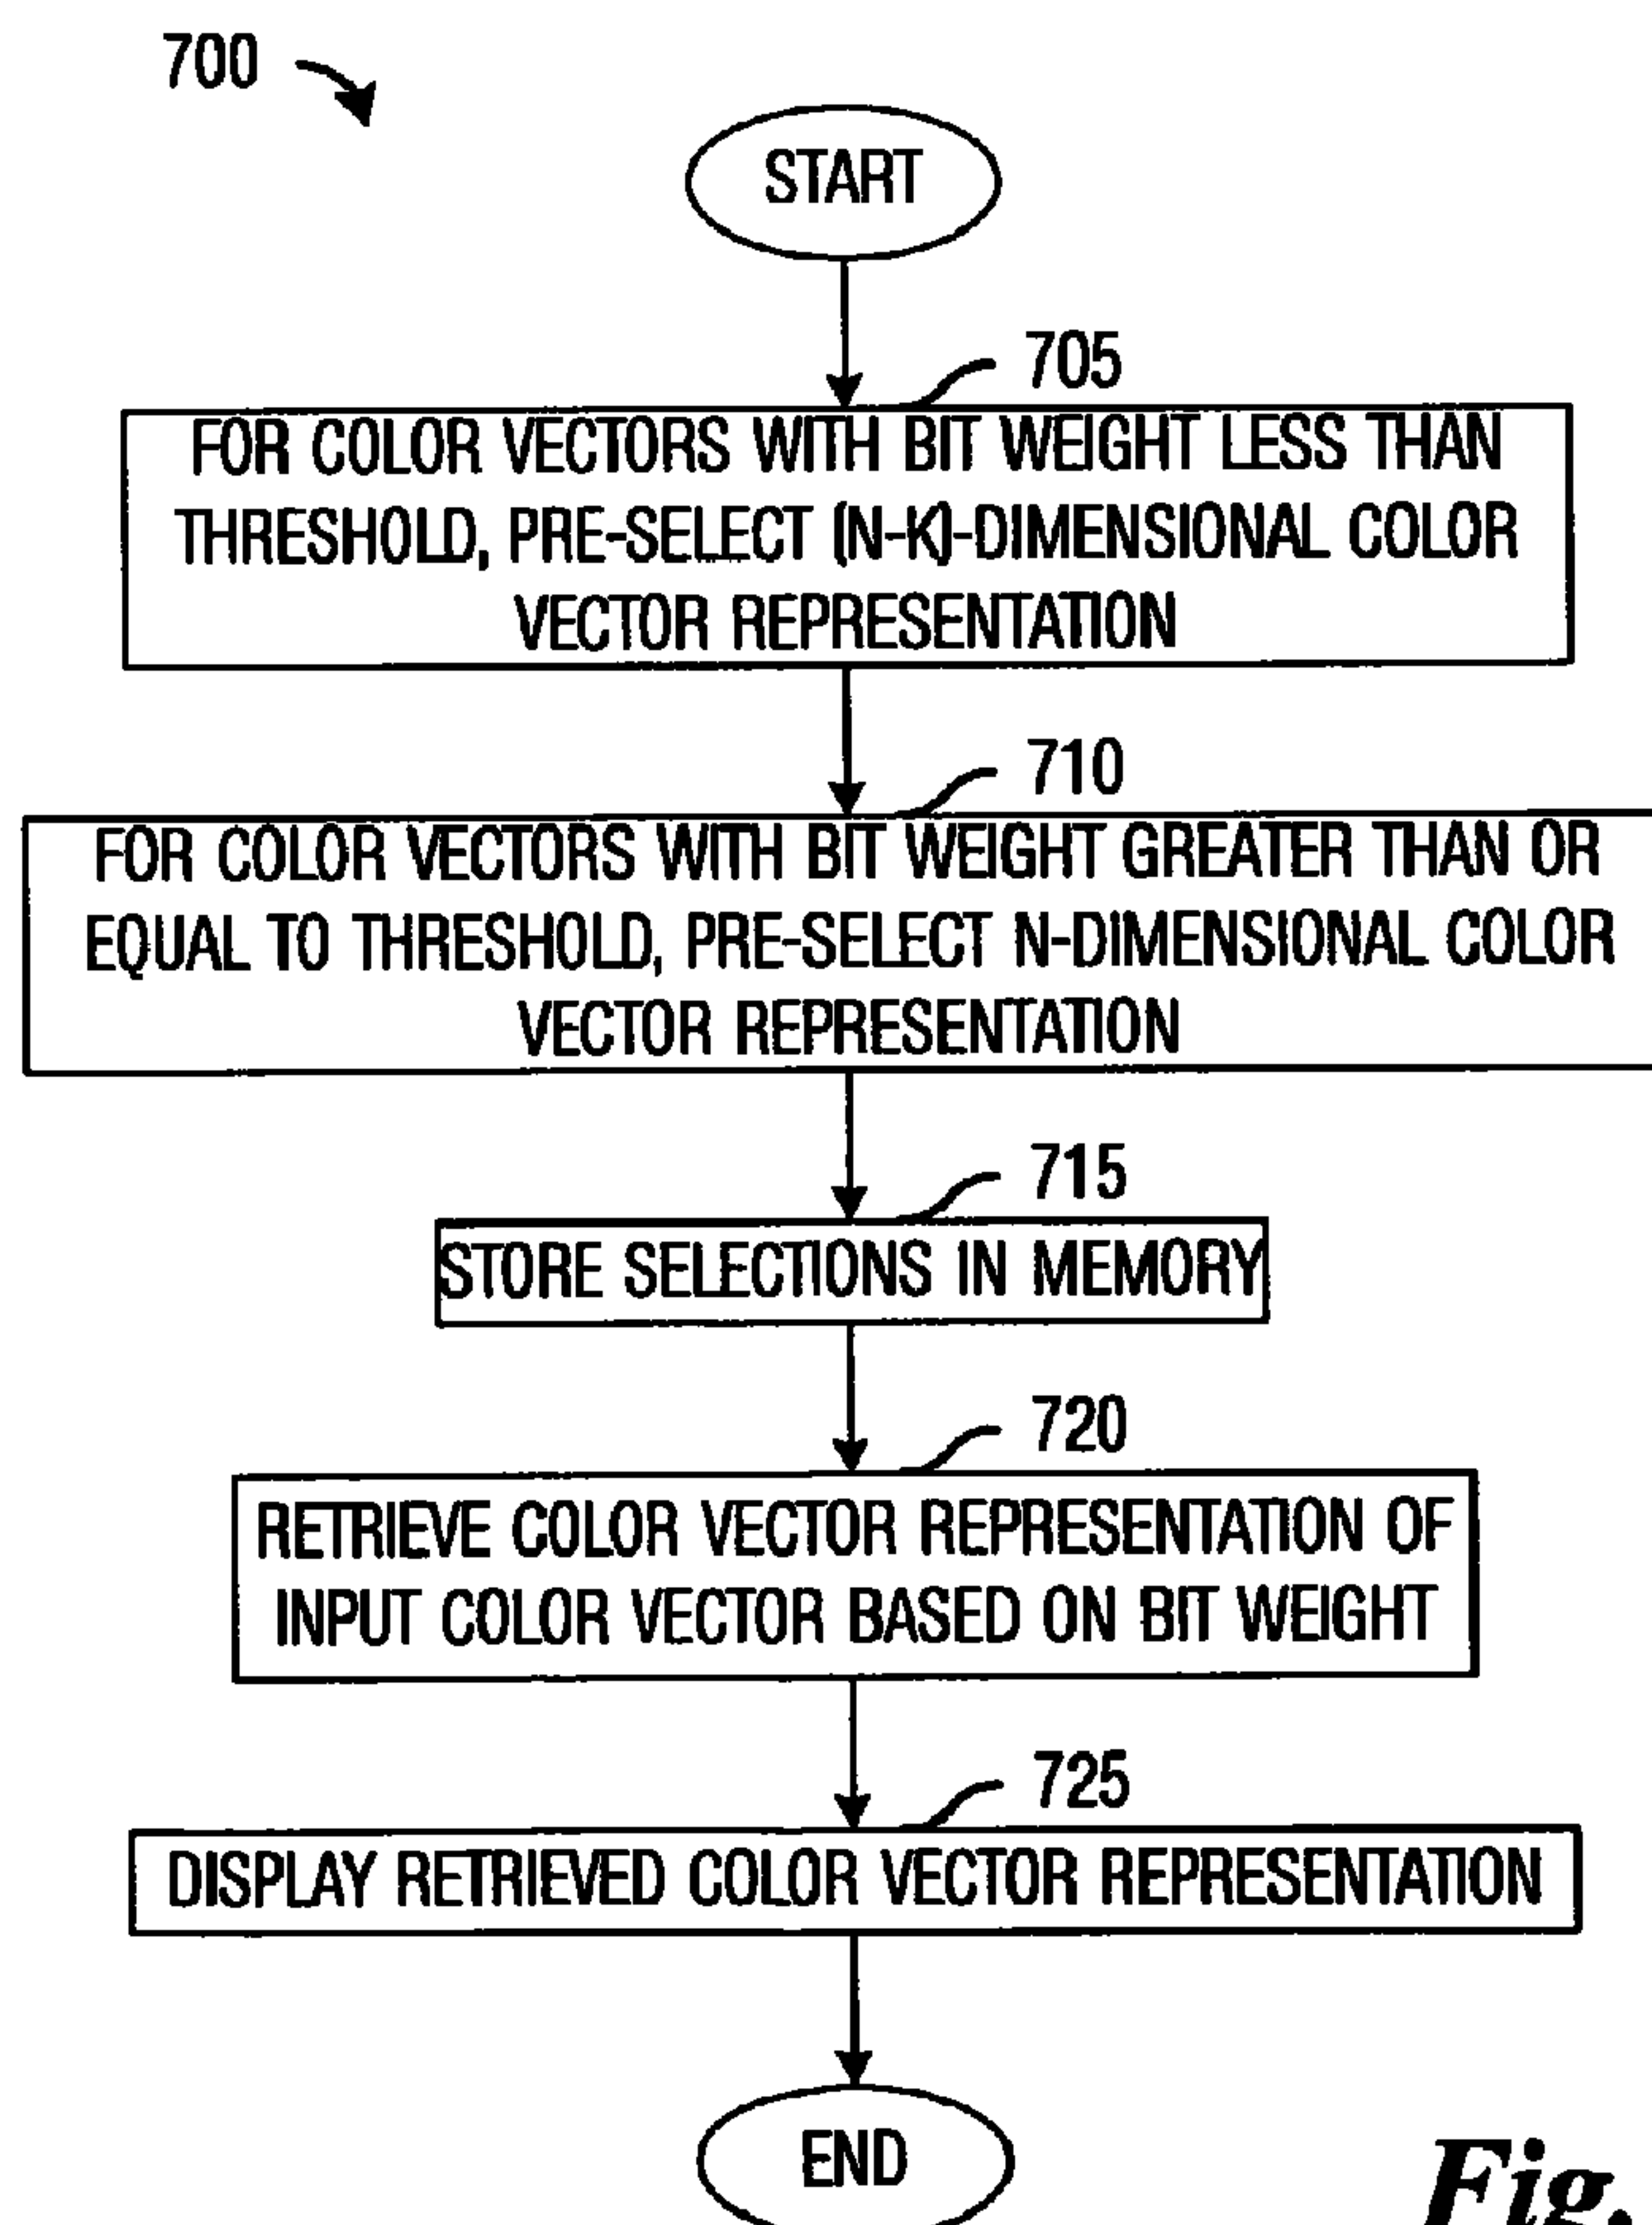 700
START
705
FOR COLOR VECTORS WITH BIT WEIGHT LESS THAN
THRESHOLD, PRE-SELECT (N-K)-DIMENSIONAL COLOR
VECTOR REPRESENTATION
710
FOR COLOR VECTORS WITH BIT WEIGHT GREATER THAN OR
EQUAL TO THRESHOLD, PRE-SELECT N-DIMENSIONAL COLOR
VECTOR REPRESENTATION
715
STORE SELECTIONS IN MEMORY
720
RETRIEVE COLOR VECTOR REPRESENTATION OF
INPUT COLOR VECTOR BASED ON BIT WEIGHT
725
DISPLAY RETRIEVED COLOR VECTOR REPRESENTATION
END
Fig.